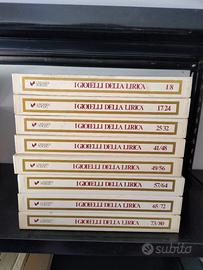 I GIOIELLI DELLA LIRICA 1/8
I GIOIELLI DELLA LIRICA 17/24
I GIOIELLI DELLA LIRICA 25/32
I GIOIELLI DELLA LIRICA 41/48
I GIOIELLI DELLA LIRICA 49/56
I GIOIELLI DELLA LIRICA 57/64
I GIOIELLI DELLA LIRICA 65/72
I GIOIELLI DELLA LIRICA 73/80
subito